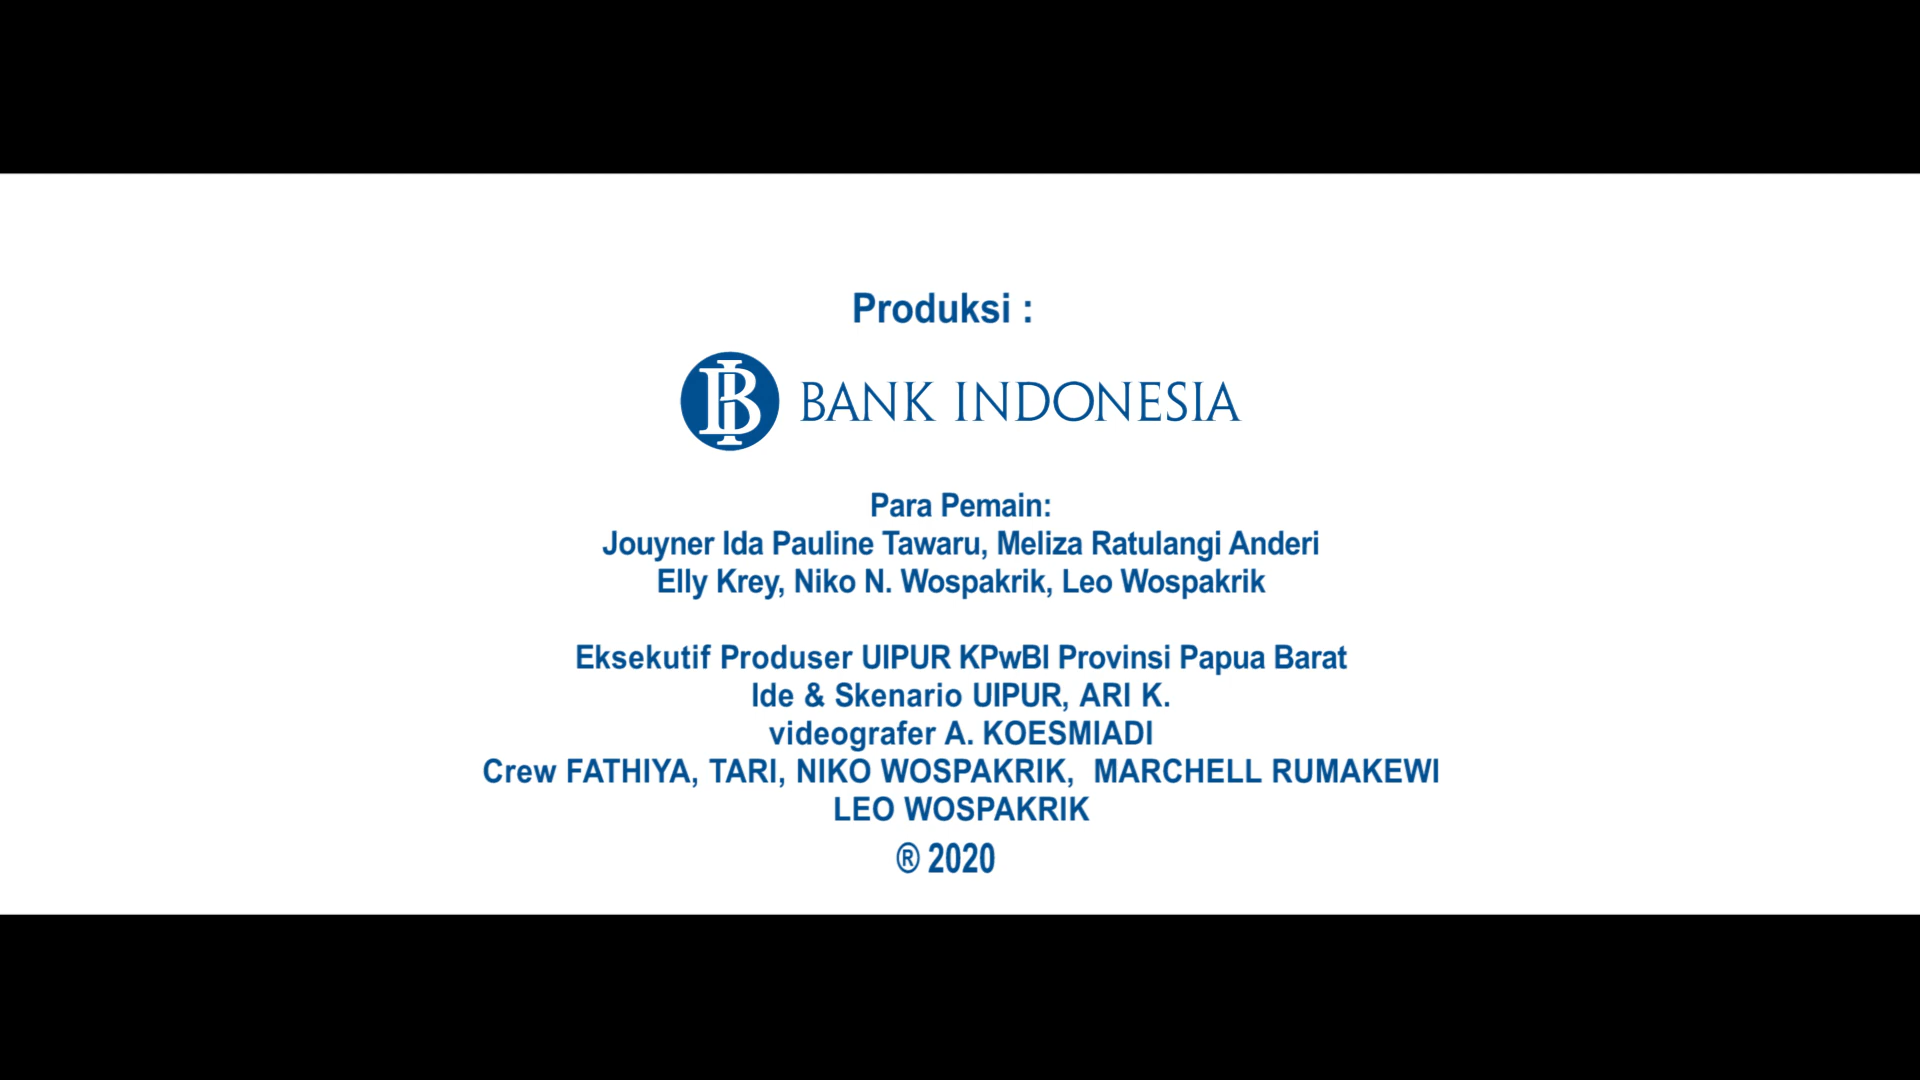 Produksi :
BANK INDONESIA
Para Pemain:
Jouyner Ida Pauline Tawaru, Meliza Ratulangi Anderi
Elly Krey, Niko N. Wospakrik, Leo Wospakrik
Eksekutif Produser UIPUR KPwBI Provinsi Papua Barat
Ide & Skenario UIPUR, ARI K.
videografer A. KOESMIADI
Crew FATHIYA, TARI, NIKO WOSPAKRIK,  MARCHELL RUMAKEWI
LEO WOSPAKRIK
® 2020